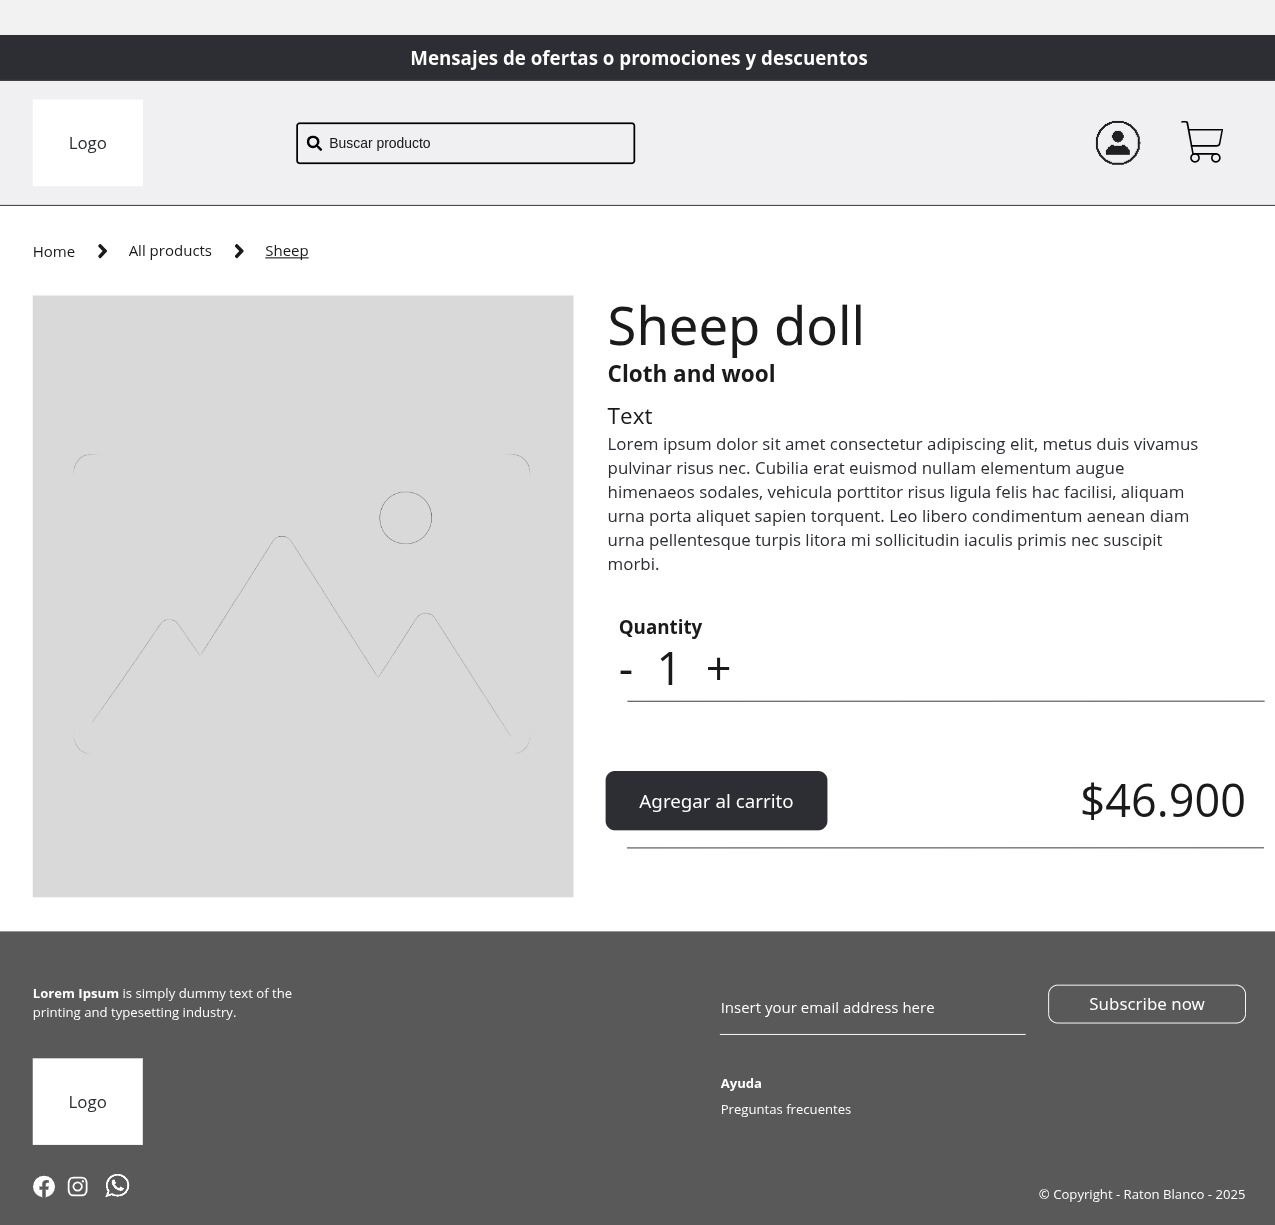 Mensajes de ofertas o promociones y descuentos
Logo
Buscar producto
Home
All products
Sheep
Sheep doll
Cloth and wool
Text
Lorem ipsum dolor sit amet consectetur adipiscing elit, metus duis vivamus
pulvinar risus nec. Cubilia erat euismod nullam elementum augue
himenaeos sodales, vehicula porttitor risus ligula felis hac facilisi, aliquam
urna porta aliquet sapien torquent. Leo libero condimentum aenean diam
urna pellentesque turpis litora mi sollicitudin iaculis primis nec suscipit
morbi.
Quantity
- 1 +
Agregar al carrito
$46.900
Lorem Ipsum is simply dummy text of the
printing and typesetting industry.
Logo
Insert your email address here
Subscribe now
Ayuda
Preguntas frecuentes
© Copyright - Raton Blanco - 2025